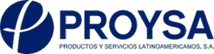 PROYSA
PRODUCTOS Y SERVICIOS LATINOAMERICANOS, S.A.